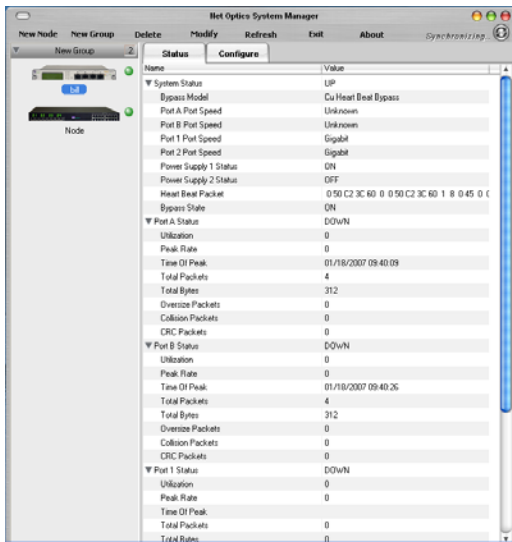 Net Optics System Manager
New Node New Group Delete Modify Refresh Exit About Synchronizing...
New Group 2
Status Configure
Name Value
System Status UP
Bypass Model Cu Heart Beat Bypass
Port A Port Speed Unknown
Port B Port Speed Unknown
Port 1 Port Speed Gigabit
Port 2 Port Speed Gigabit
Power Supply 1 Status ON
Power Supply 2 Status OFF
Heart Beat Packet 0 50 C2 3C 60 0 0 50 C2 3C 60 1 8 0 45 0
Bypass State ON
Port A Status DOWN
Utilization 0
Peak Rate 0
Time Of Peak 01/18/2007 09:40:09
Total Packets 4
Total Bytes 312
Oversize Packets 0
Collision Packets 0
CRC Packets 0
Port B Status DOWN
Utilization 0
Peak Rate 0
Time Of Peak 01/18/2007 09:40:26
Total Packets 4
Total Bytes 312
Oversize Packets 0
Collision Packets 0
CRC Packets 0
Port 1 Status DOWN
Utilization 0
Peak Rate 0
Time Of Peak
Total Packets 0
Total Bytes 0
bill
Node